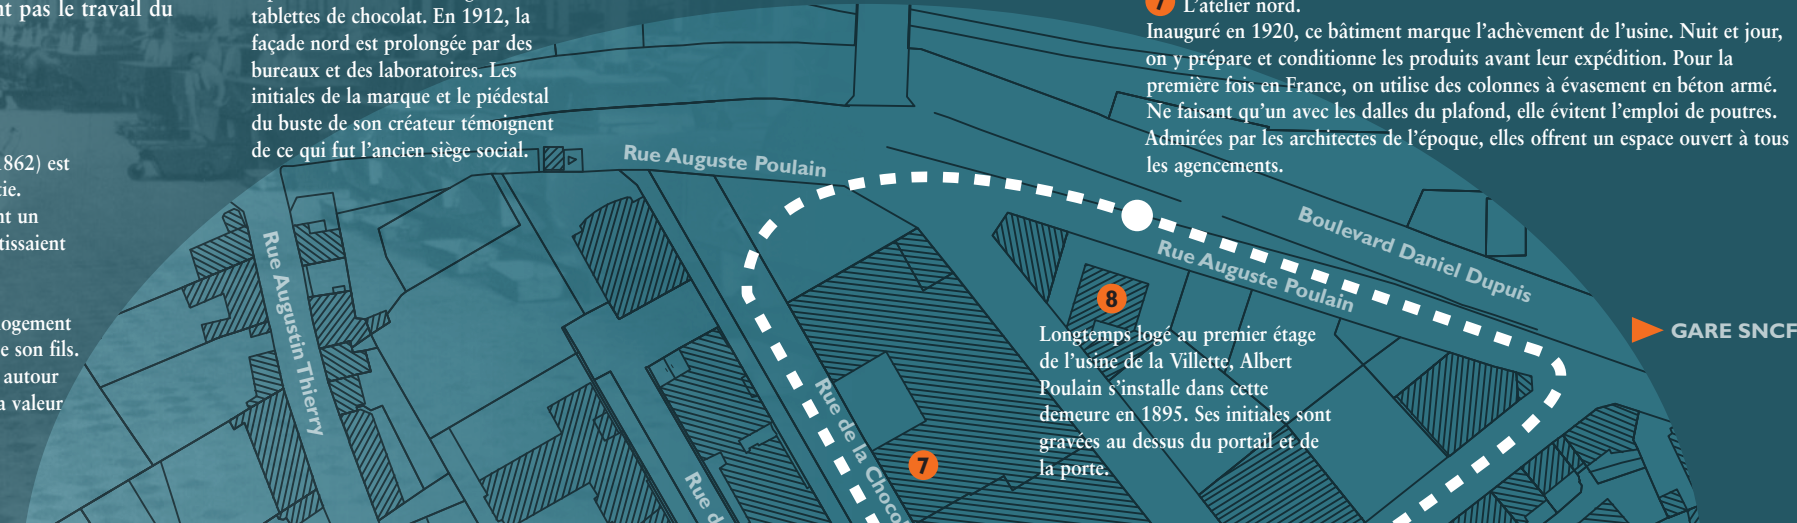 nt pas le travail du
1862) est
tie.
nt un
tissaient
logement
e son fils.
autour
a valeur
tablettes de chocolat. En 1912, la
façade nord est prolongée par des
bureaux et des laboratoires. Les
initiales de la marque et le piédestal
du buste de son créateur témoignent
de ce qui fut l’ancien siège social.
7 L’atelier nord.
Inauguré en 1920, ce bâtiment marque l’achèvement de l’usine. Nuit et jour,
on y prépare et conditionne les produits avant leur expédition. Pour la
première fois en France, on utilise des colonnes à évasement en béton armé.
Ne faisant qu’un avec les dalles du plafond, elle évitent l’emploi de poutres.
Admirées par les architectes de l’époque, elles offrent un espace ouvert à tous
les agencements.
Rue Auguste Poulain
Rue Augustin Thierry
Boulevard Daniel Dupuis
Rue Auguste Poulain
GARE SNCF
8
Longtemps logé au premier étage
de l’usine de la Villette, Albert
Poulain s’installe dans cette
demeure en 1895. Ses initiales sont
gravées au dessus du portail et de
la porte.
Rue de la Chocol
7
Rue d